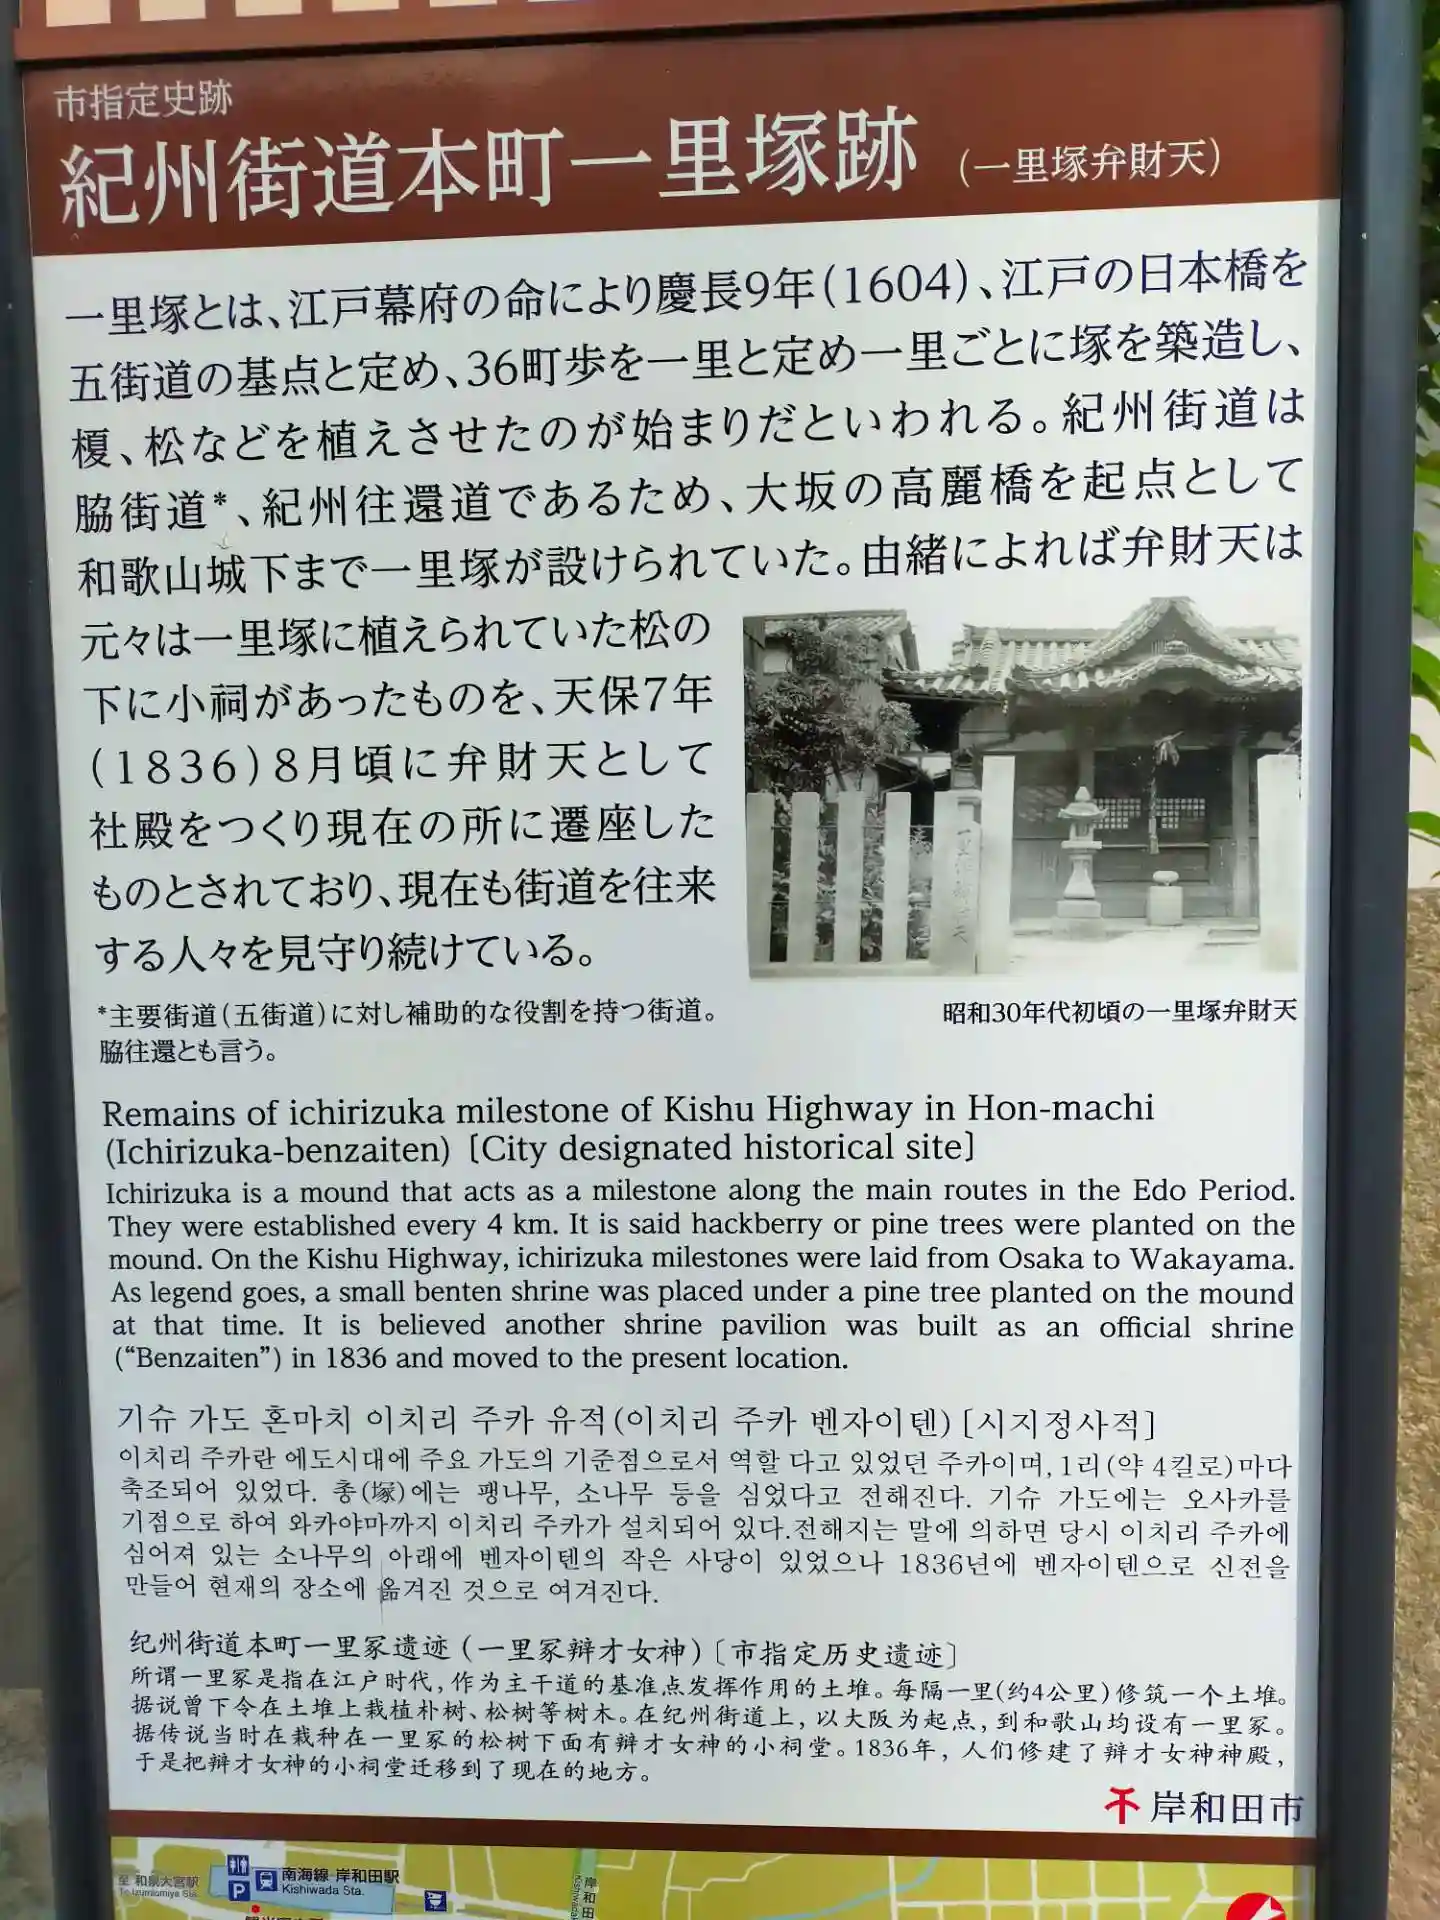 市指定史跡
紀州街道本町一里塚跡 (一里塚弁財天)
一里塚とは、江戸幕府の命により慶長9年(1604)、江戸の日本橋を
五街道の基点と定め、36町歩を一里と定め一里ごとに塚を築造し、
榎、松などを植えさせたのが始まりだといわれる。紀州街道は
脇街道*、紀州往還道であるため、大坂の高麗橋を起点として
和歌山城下まで一里塚が設けられていた。由緒によれば弁財天は
元々は一里塚に植えられていた松の
下に小祠があったものを、天保7年
(1836)8月頃に弁財天として
社殿をつくり現在の所に遷座した
ものとされており、現在も街道を往来
する人々を見守り続けている。
*主要街道(五街道)に対し補助的な役割を持つ街道。
脇往還とも言う。
昭和30年代初頃の一里塚弁財天
Remains of ichirizuka milestone of Kishu Highway in Hon-machi
(Ichirizuka-benzaiten) [City designated historical site]
Ichirizuka is a mound that acts as a milestone along the main routes in the Edo Period.
They were established every 4 km. It is said hackberry or pine trees were planted on the
mound. On the Kishu Highway, ichirizuka milestones were laid from Osaka to Wakayama.
As legend goes, a small benten shrine was placed under a pine tree planted on the mound
at that time. It is believed another shrine pavilion was built as an official shrine
(“Benzaiten”) in 1836 and moved to the present location.
기슈 가도 혼마치 이치리 주카 유적(이치리 주카 벤자이텐) [시지정사적]
이치리 주카란 에도시대에 주요 가도의 기준점으로서 역할 다고 있었던 주카이며, 1리(약 4킬로)마다
축조되어 있었다. 총(塚)에는 팽나무, 소나무 등을 심었다고 전해진다. 기슈 가도에는 오사카를
기점으로 하여 와카야마까지 이치리 주카가 설치되어 있다.전해지는 말에 의하면 당시 이치리 주카에
심어져 있는 소나무의 아래에 벤자이텐의 작은 사당이 있었으나 1836년에 벤자이텐으로 신전을
만들어 현재의 장소에 옮겨진 것으로 여겨진다.
纪州街道本町一里冢遗迹 (一里冢辩才女神) [市指定历史遗迹]
所谓一里冢是指在江户时代, 作为主干道的基准点发挥作用的土堆。每隔一里(约4公里)修筑一个土堆。
据说曾下令在土堆上栽植朴树、松树等树木。在纪州街道上, 以大阪为起点, 到和歌山均设有一里冢。
据传说当时在栽种在一里冢的松树下面有辩才女神的小祠堂。1836年, 人们修建了辩才女神神殿,
于是把辩才女神的小祠堂迁移到了现在的地方。
岸和田市
至 和泉大宮駅
To Izumiomiya Sta.
P
南海線 岸和田駅
Kishiwada Sta.
岸和田